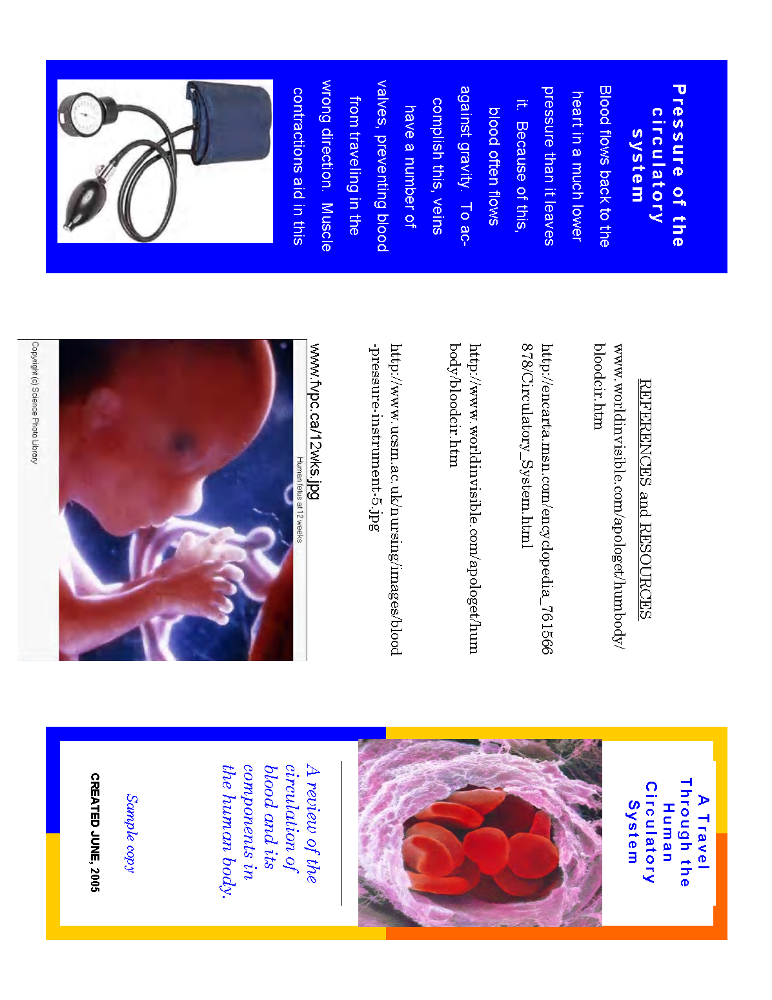 Pressure of the
circulatory
system
Blood flows back to the
heart in a much lower
pressure than it leaves
it.  Because of this,
blood often flows
against gravity.  To ac-
complish this, veins
have a number of
valves, preventing blood
from traveling in the
wrong direction.  Muscle
contractions aid in this
REFERENCES and RESOURCES
www.worldinvisible.com/apologet/humbody/
bloodcir.htm
http://encarta.msn.com/encyclopedia_761566
878/Circulatory_System.html
http://www.worldinvisible.com/apologet/hum
body/bloodcir.htm
http://www.ucsm.ac.uk/nursing/images/blood
-pressure-instrument-5.jpg
www.fvpc.ca/12wks.jpg
Human fetus at 12 weeks
Copyright (c) Science Photo Library
A Travel
Through the
Human
Circulatory
System
A review of the
circulation of
blood and its
components in
the human body.
Sample copy
CREATED JUNE, 2005